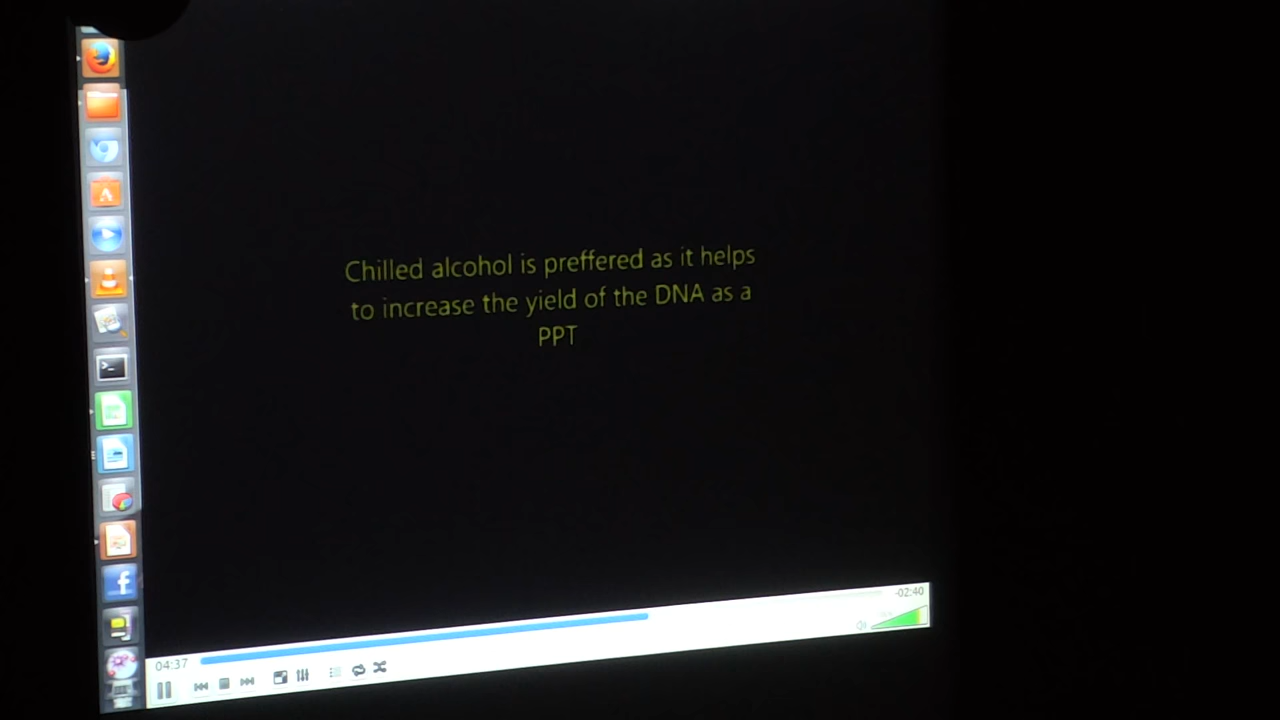 Chilled alcohol is preffered as it helps
to increase the yield of the DNA as a
PPT
-02:40
04:37